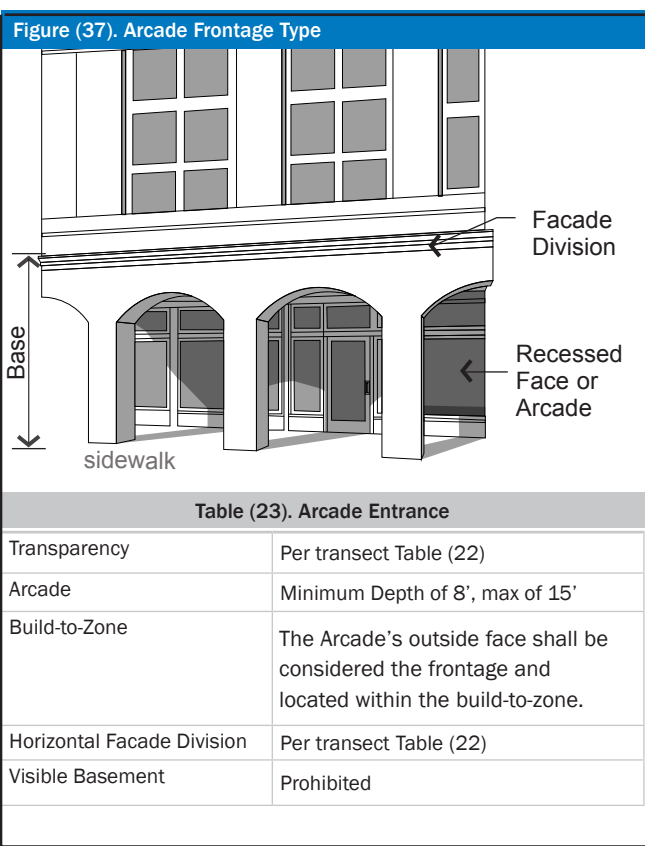 Figure (37). Arcade Frontage Type
Facade
Division
Base
Recessed
Face or
Arcade
sidewalk
Table (23). Arcade Entrance
Transparency
Per transect Table (22)
Arcade
Minimum Depth of 8’, max of 15’
Build-to-Zone
The Arcade’s outside face shall be
considered the frontage and
located within the build-to-zone.
Horizontal Facade Division
Per transect Table (22)
Visible Basement
Prohibited